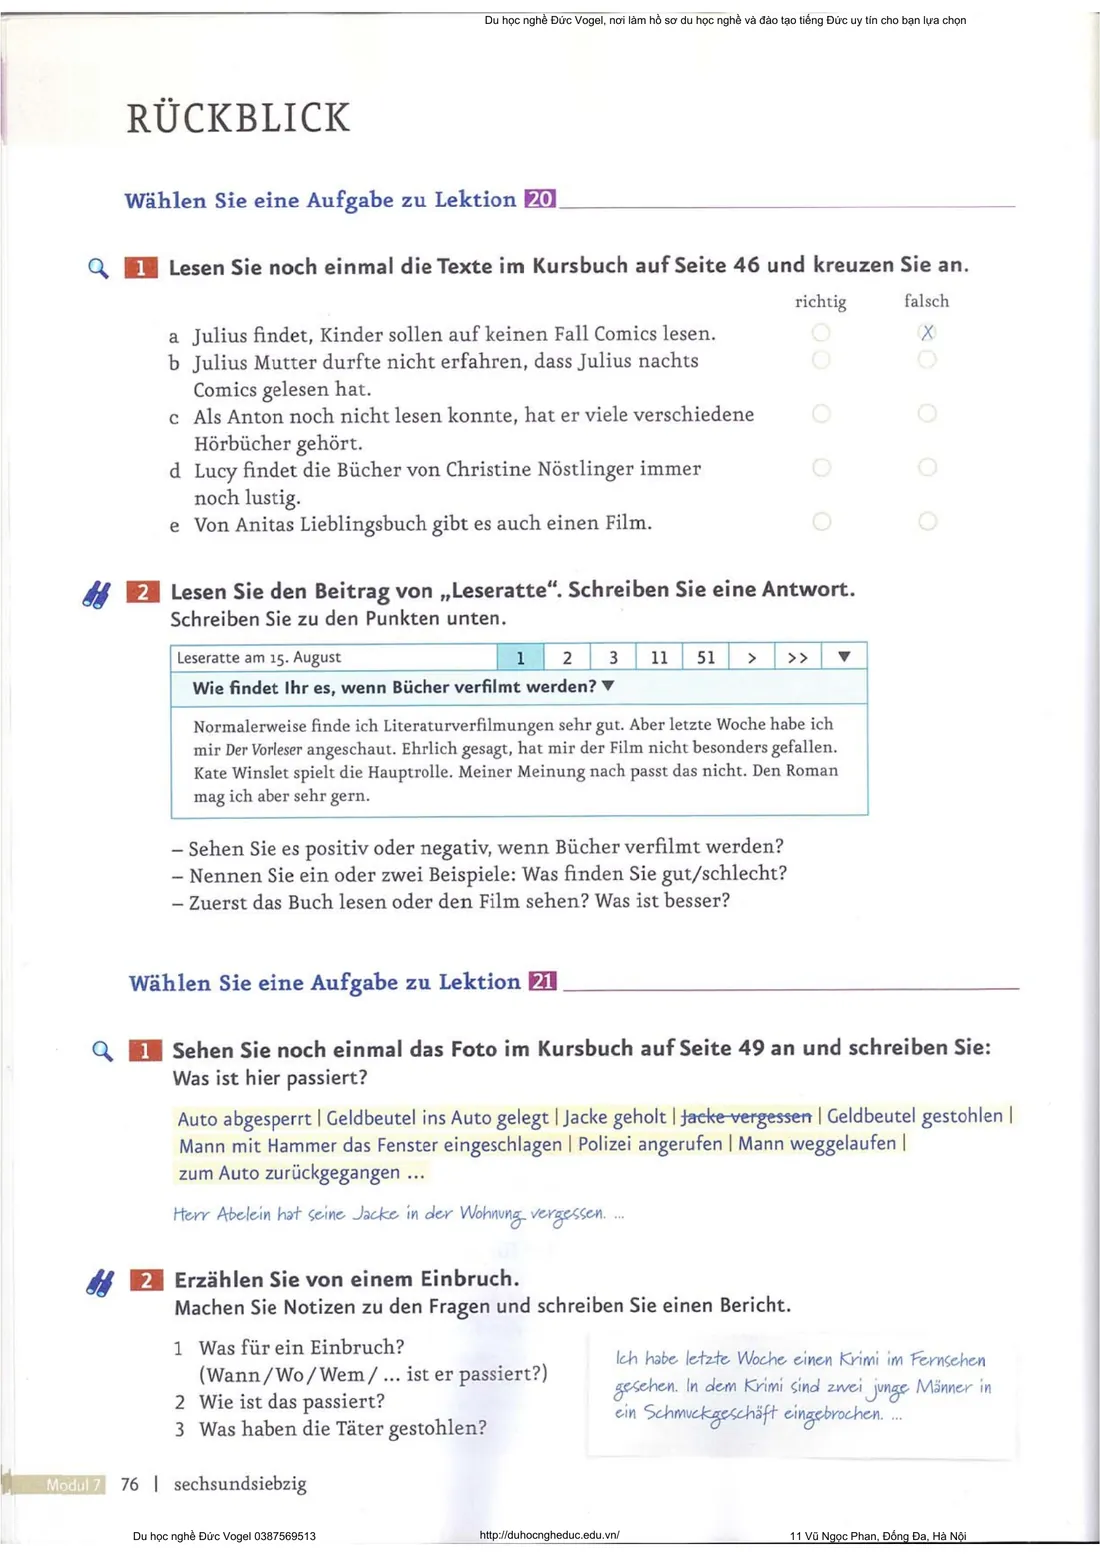 Du học nghề Đức Vogel, nơi làm hồ sơ du học nghề và đào tạo tiếng Đức uy tín cho bạn lựa chọn
RÜCKBLICK
Wählen Sie eine Aufgabe zu Lektion 20
1 Lesen Sie noch einmal die Texte im Kursbuch auf Seite 46 und kreuzen Sie an.
richtig falsch
a Julius findet, Kinder sollen auf keinen Fall Comics lesen. X
b Julius Mutter durfte nicht erfahren, dass Julius nachts
Comics gelesen hat.
c Als Anton noch nicht lesen konnte, hat er viele verschiedene
Hörbücher gehört.
d Lucy findet die Bücher von Christine Nöstlinger immer
noch lustig.
e Von Anitas Lieblingsbuch gibt es auch einen Film.
2 Lesen Sie den Beitrag von „Leseratte“. Schreiben Sie eine Antwort.
Schreiben Sie zu den Punkten unten.
Leseratte am 15. August 1 2 3 11 51 > >> ▼
Wie findet Ihr es, wenn Bücher verfilmt werden? ▼
Normalerweise finde ich Literaturverfilmungen sehr gut. Aber letzte Woche habe ich
mir Der Vorleser angeschaut. Ehrlich gesagt, hat mir der Film nicht besonders gefallen.
Kate Winslet spielt die Hauptrolle. Meiner Meinung nach passt das nicht. Den Roman
mag ich aber sehr gern.
– Sehen Sie es positiv oder negativ, wenn Bücher verfilmt werden?
– Nennen Sie ein oder zwei Beispiele: Was finden Sie gut/schlecht?
– Zuerst das Buch lesen oder den Film sehen? Was ist besser?
Wählen Sie eine Aufgabe zu Lektion 21
1 Sehen Sie noch einmal das Foto im Kursbuch auf Seite 49 an und schreiben Sie:
Was ist hier passiert?
Auto abgesperrt | Geldbeutel ins Auto gelegt | Jacke geholt | Jacke vergessen | Geldbeutel gestohlen |
Mann mit Hammer das Fenster eingeschlagen | Polizei angerufen | Mann weggelaufen |
zum Auto zurückgegangen ...
Herr Abelein hat seine Jacke in der Wohnung vergessen. ...
2 Erzählen Sie von einem Einbruch.
Machen Sie Notizen zu den Fragen und schreiben Sie einen Bericht.
1 Was für ein Einbruch?
(Wann/Wo/Wem/... ist er passiert?)
2 Wie ist das passiert?
3 Was haben die Täter gestohlen?
Ich habe letzte Woche einen Krimi im Fernsehen
gesehen. In dem Krimi sind zwei junge Männer in
ein Schmuckgeschäft eingebrochen. ...
Modul 7 76 | sechsundsiebzig
Du học nghề Đức Vogel 0387569513 http://duhocngheduc.edu.vn/ 11 Vũ Ngọc Phan, Đống Đa, Hà Nội